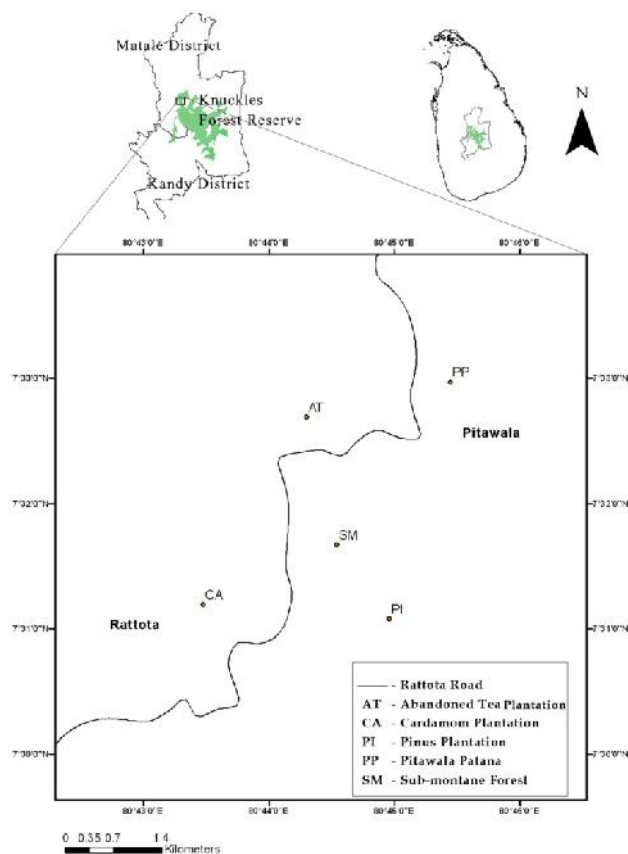 Matale District
N
Knuckles
Forest Reserve
Kandy District
80°43'0"E 80°44'0"E 80°45'0"E 80°46'0"E
7°33'0"N PP 7°33'0"N
AT
Pitawala
7°32'0"N 7°32'0"N
SM
CA
PI
7°31'0"N Rattota 7°31'0"N
- Rattota Road
AT - Abandoned Tea Plantation
CA - Cardamom Plantation
PI - Pinus Plantation
7°30'0"N PP - Pitawala Patana 7°30'0"N
SM - Sub-montane Forest
80°43'0"E 80°44'0"E 80°45'0"E 80°46'0"E
0 0.35 0.7 1.4
Kilometers